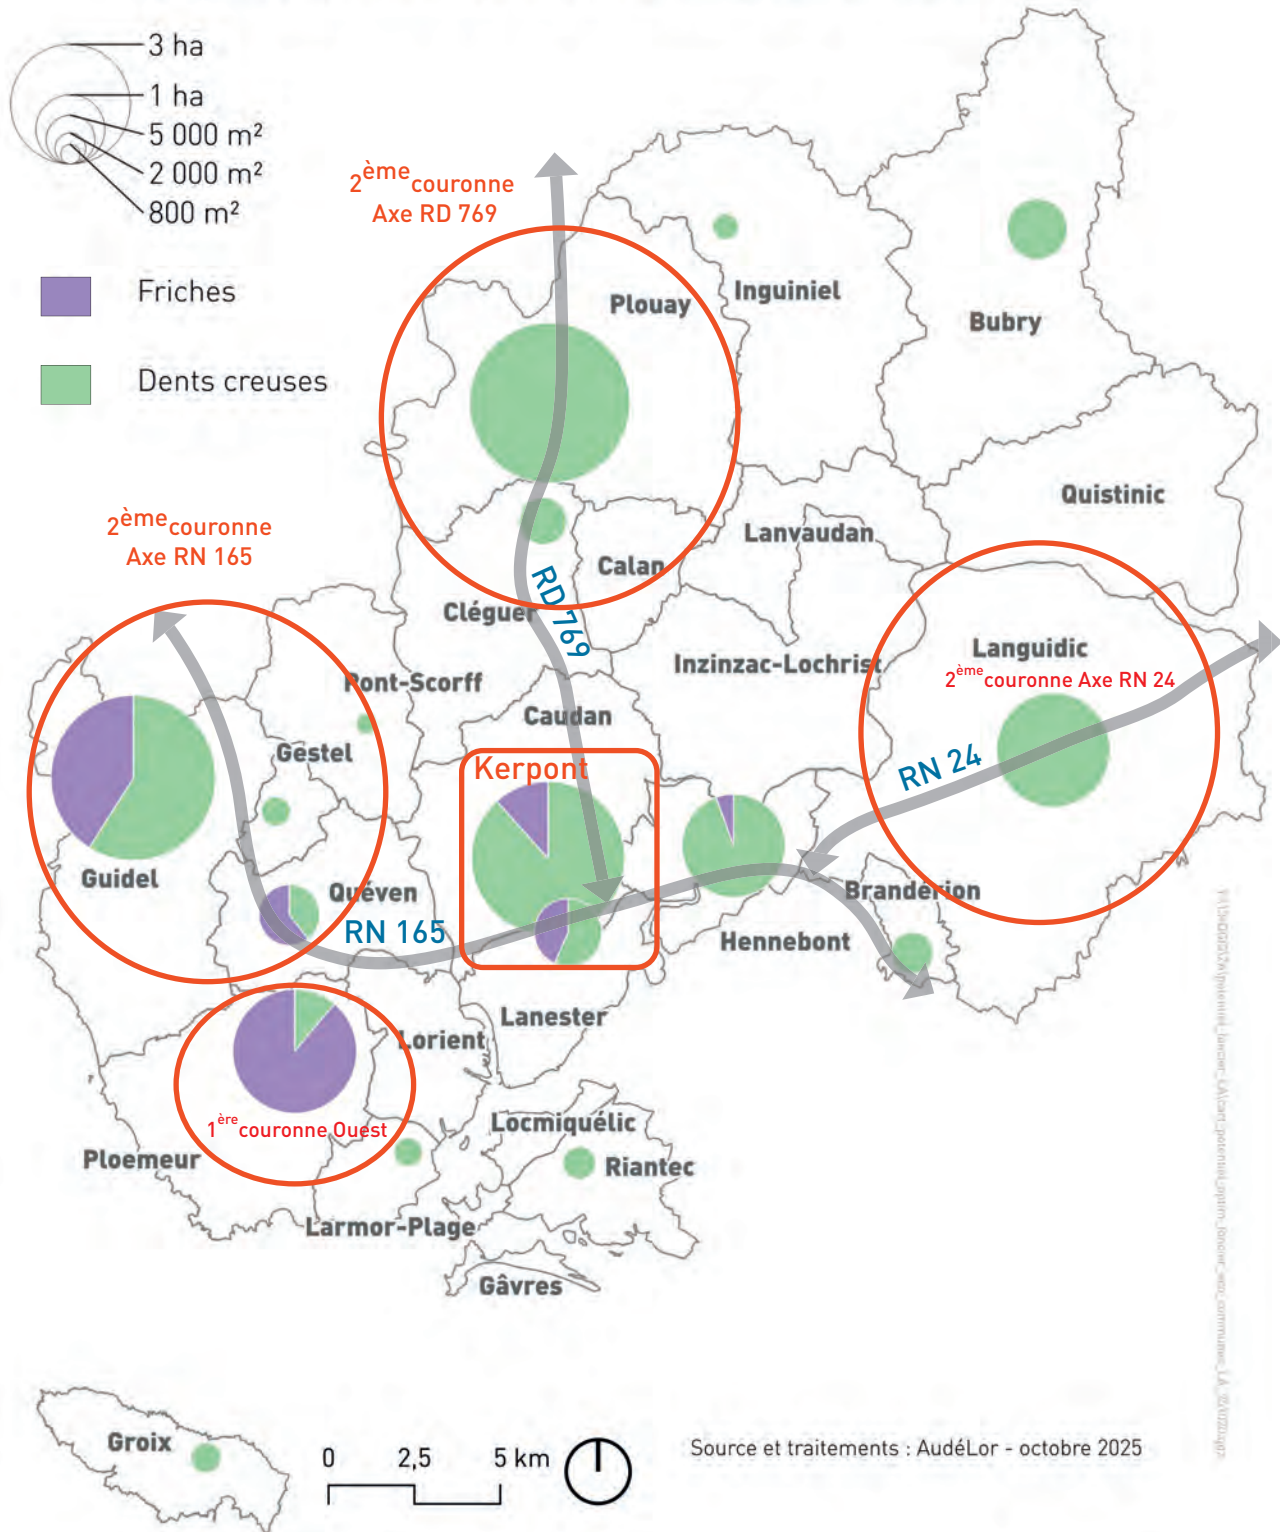 3 ha
1 ha
5 000 m²
2 000 m²
800 m²
Friches
Dents creuses
2ème couronne
Axe RD 769
Inguiniel
Plouay
Bubry
Quistinic
2ème couronne
Axe RN 165
Lanvaudan
Calan
RD 769
Cléguer
Languidic
Inzinzac-Lochrist
2ème couronne Axe RN 24
Pont-Scorff
Caudan
Gestel
Kerpont
RN 24
Guidel
Quéven
Brandérion
RN 165
Hennebont
Lanester
Lorient
1ère couronne Ouest
Locmiquélic
Ploemeur
Riantec
Larmor-Plage
Gâvres
Groix
0 2,5 5 km
Source et traitements : AudéLor - octobre 2025